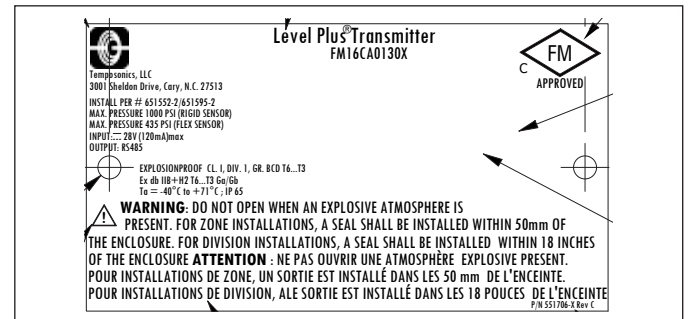 Level Plus® Transmitter
FM16CA0130X
FM
C
APPROVED
Temposonics, LLC
3001 Sheldon Drive, Cary, N.C. 27513
INSTALL PER # 651552-2/651595-2
MAX. PRESSURE 1000 PSI (RIGID SENSOR)
MAX. PRESSURE 435 PSI (FLEX SENSOR)
INPUT: ⎓ 28V (120mA)max
OUTPUT: RS485
EXPLOSIONPROOF CL. I, DIV. 1, GR. BCD T6...T3
Ex db IIB+H2 T6...T3 Ga/Gb
Ta = -40°C to +71°C ; IP 65
WARNING: DO NOT OPEN WHEN AN EXPLOSIVE ATMOSPHERE IS
PRESENT. FOR ZONE INSTALLATIONS, A SEAL SHALL BE INSTALLED WITHIN 50mm OF
THE ENCLOSURE. FOR DIVISION INSTALLATIONS, A SEAL SHALL BE INSTALLED WITHIN 18 INCHES
OF THE ENCLOSURE ATTENTION : NE PAS OUVRIR UNE ATMOSPHÈRE EXPLOSIVE PRESENT.
POUR INSTALLATIONS DE ZONE, UN SORTIE EST INSTALLÉ DANS LES 50 mm DE L'ENCEINTE.
POUR INSTALLATIONS DE DIVISION, ALE SORTIE EST INSTALLÉ DANS LES 18 POUCES DE L'ENCEINTE
P/N 551706-X Rev C